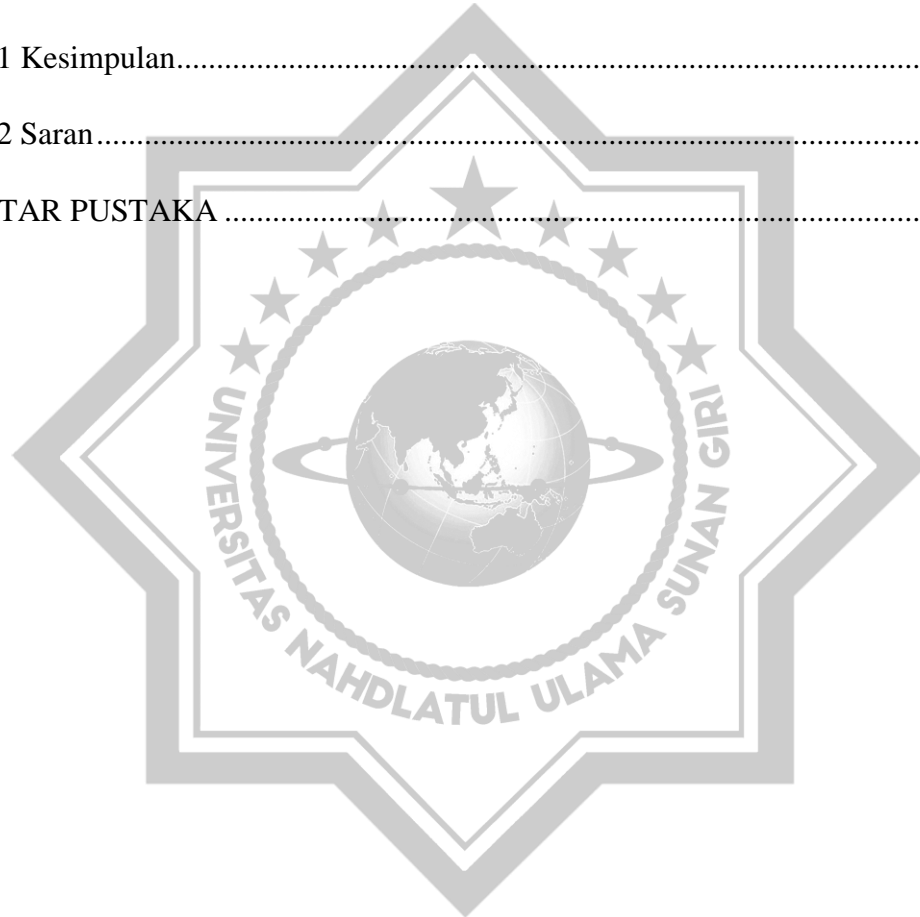 1 Kesimpulan....................................................................................
2 Saran............................................................................................
TAR PUSTAKA ...............................................................................
UNIVERSITAS NAHDLATUL ULAMA SUNAN GIRI